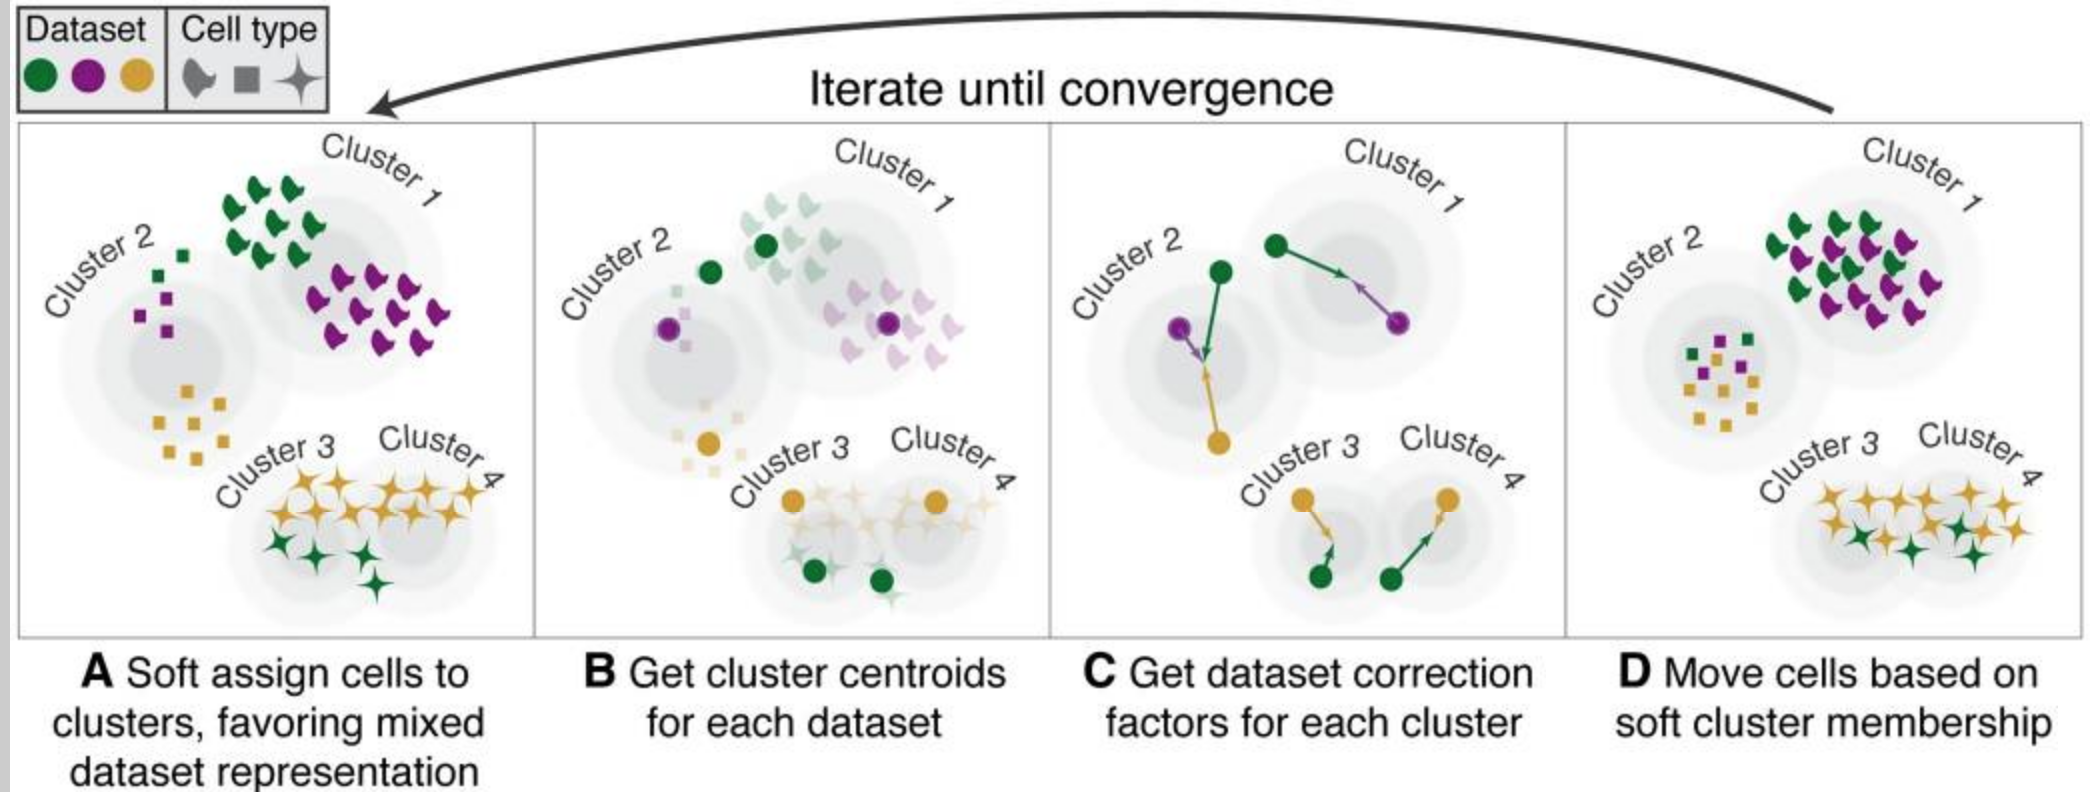 Dataset
Cell type
Iterate until convergence
Cluster 1
Cluster 2
Cluster 3
Cluster 4
Cluster 1
Cluster 2
Cluster 3
Cluster 4
Cluster 1
Cluster 2
Cluster 3
Cluster 4
Cluster 1
Cluster 2
Cluster 3
Cluster 4
A Soft assign cells to
clusters, favoring mixed
dataset representation
B Get cluster centroids
for each dataset
C Get dataset correction
factors for each cluster
D Move cells based on
soft cluster membership